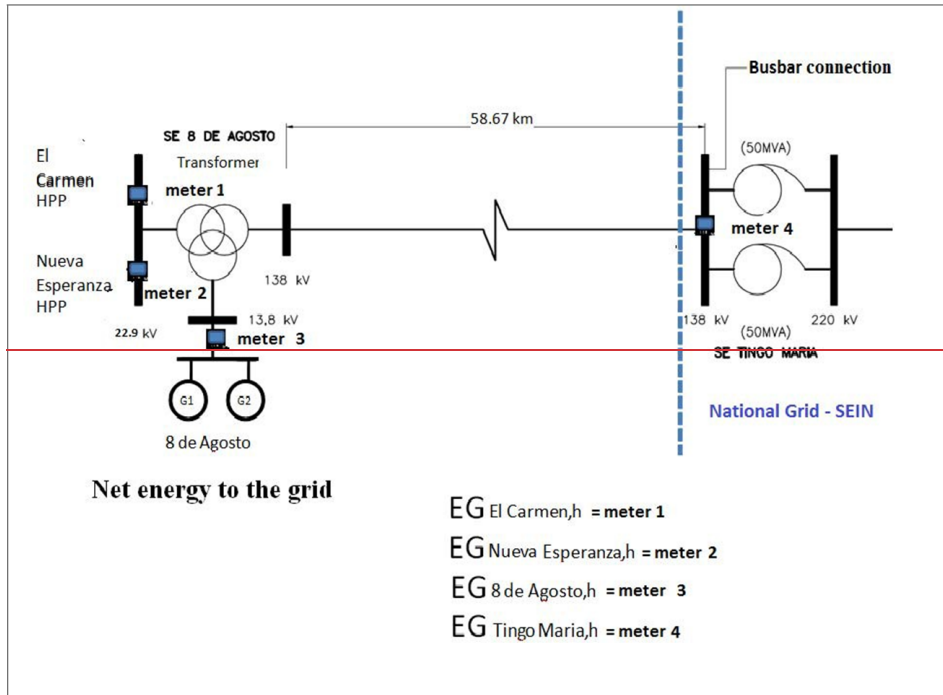 Busbar connection
58.67 km
SE 8 DE AGOSTO
Transformer
(50MVA)
El
Carmen
HPP
meter 1
meter 4
Nueva
Esperanza
HPP
meter 2
138 kV
22.9 kV
13,8 kV
meter 3
138 kV
220 kV
(50MVA)
SE TINGO MARIA
G1
G2
8 de Agosto
National Grid - SEIN
Net energy to the grid
EG El Carmen,h = meter 1
EG Nueva Esperanza,h = meter 2
EG 8 de Agosto,h = meter 3
EG Tingo Maria,h = meter 4